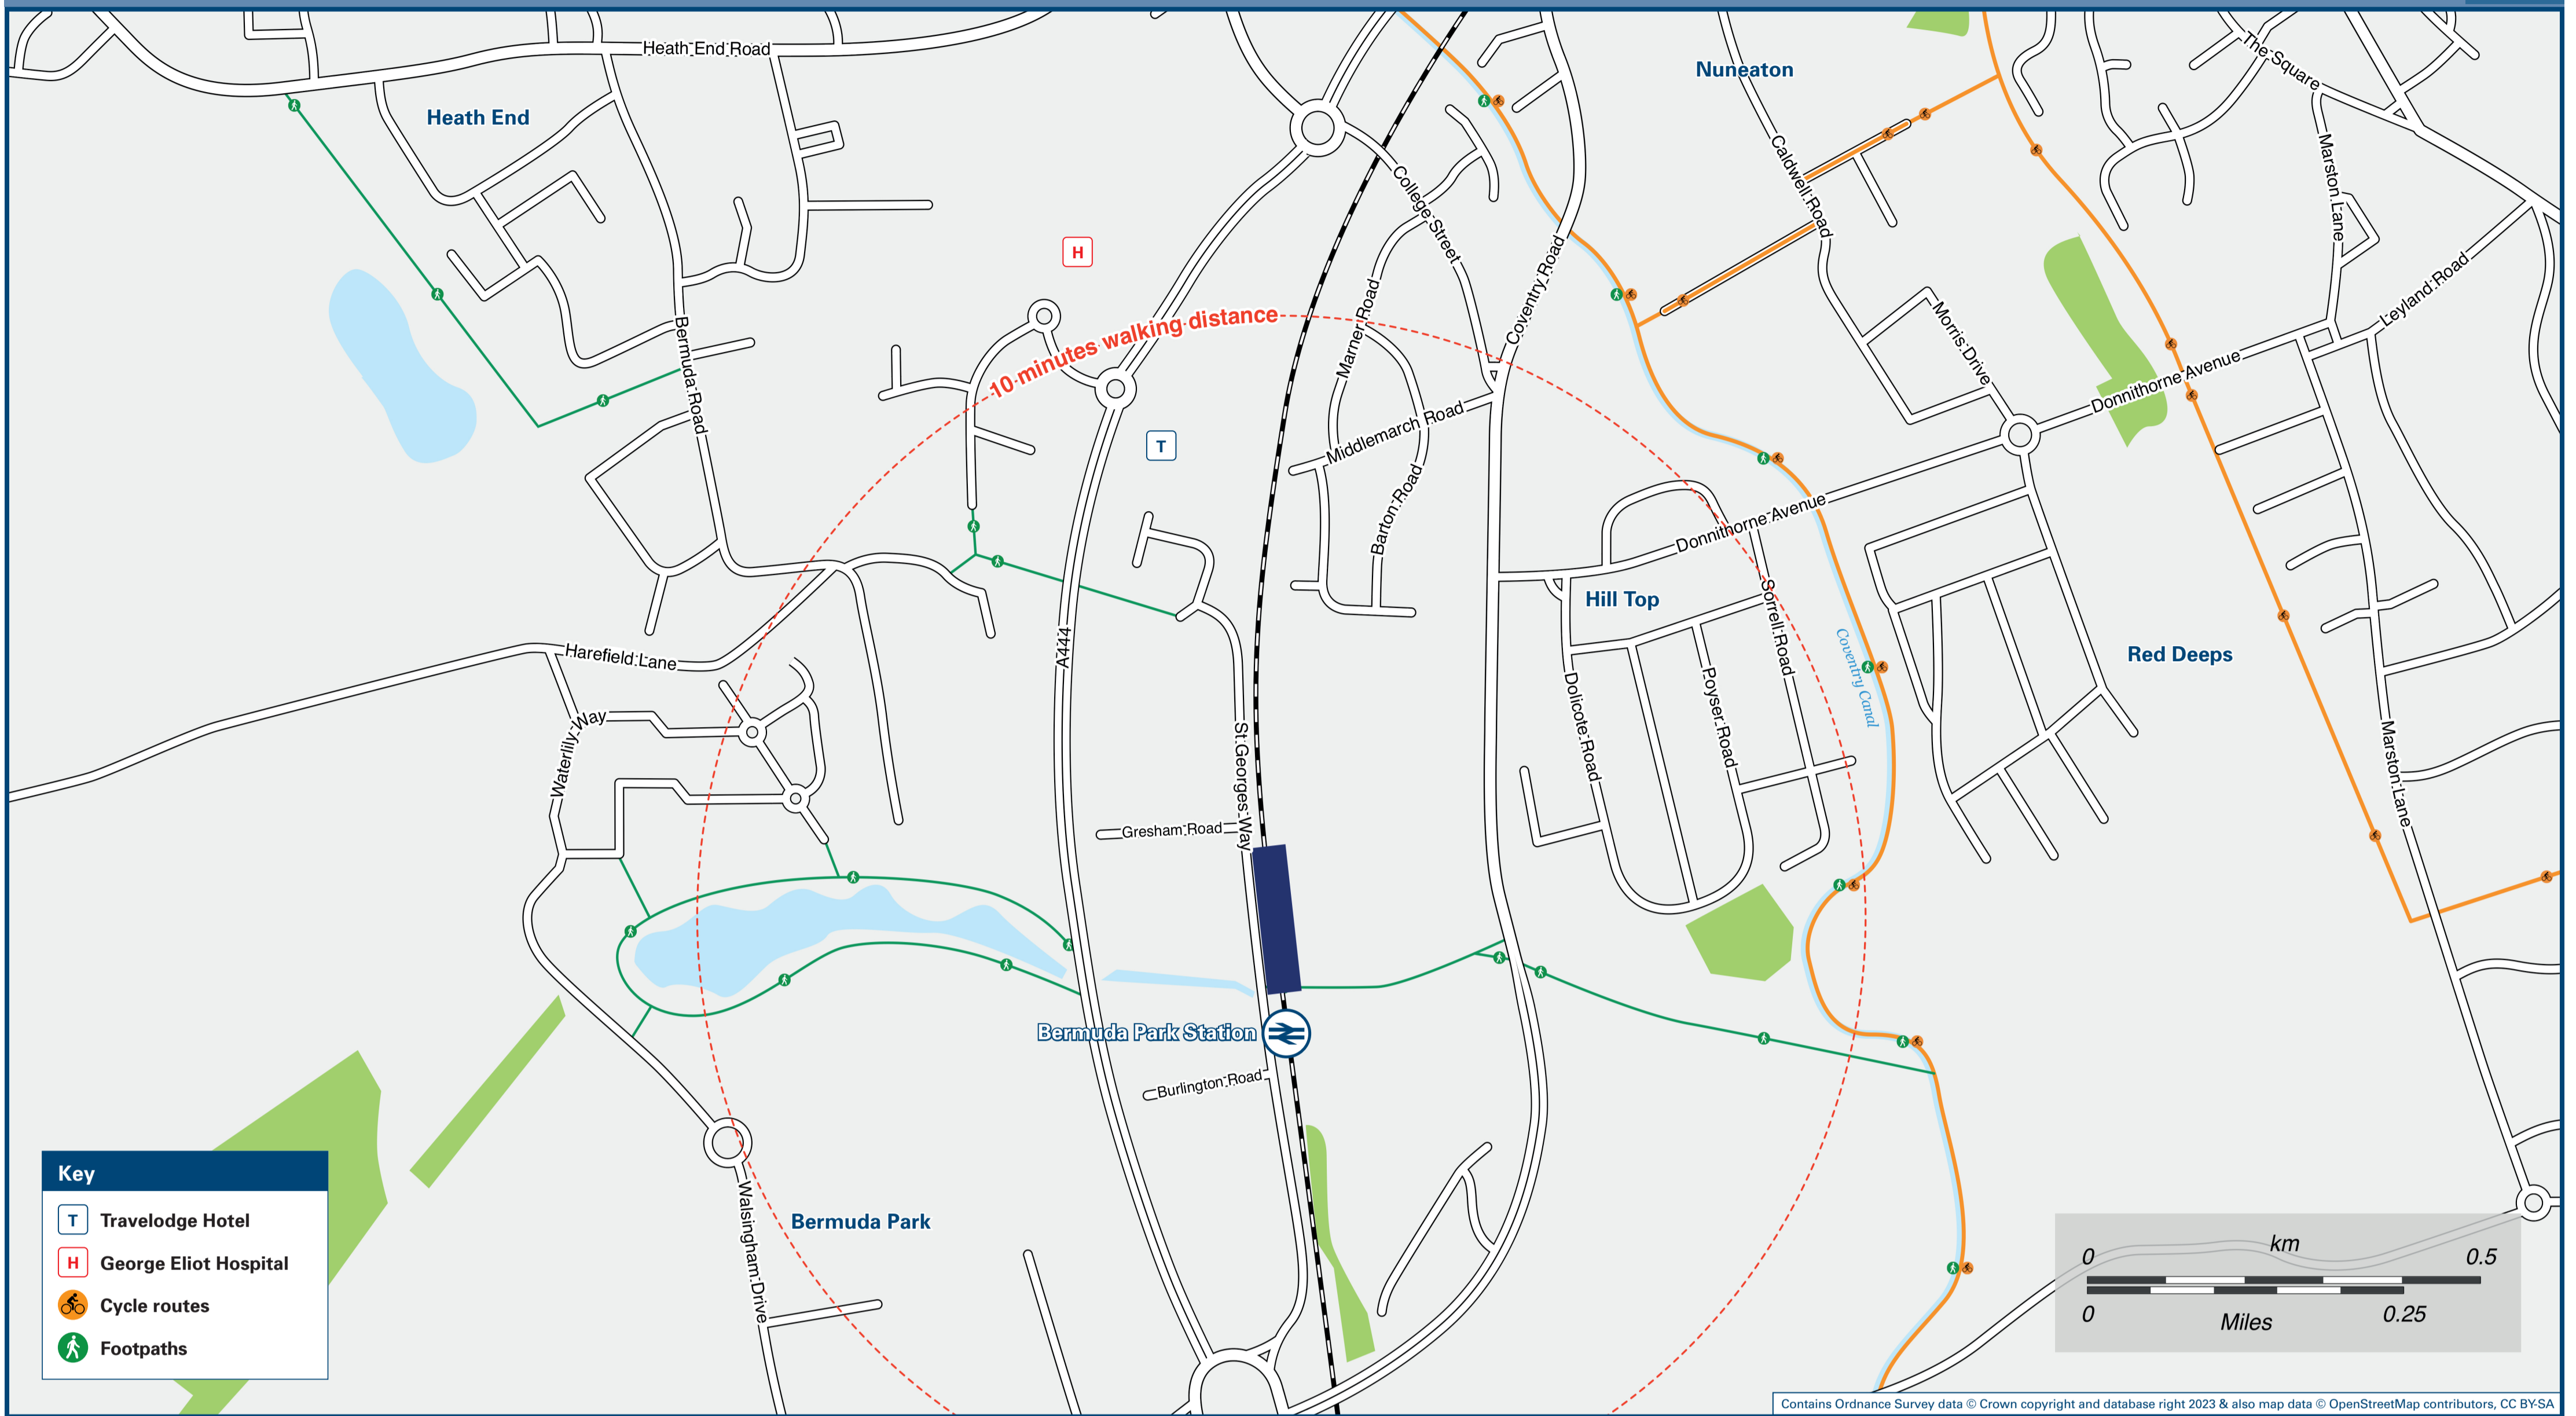 Heath End Road
Nuneaton
The Square
Heath End
College Street
Caldwell Road
Marston Lane
H
Leyland Road
Coventry Road
Bermuda Road
10 minutes walking distance
Marner Road
Morris Drive
Donnithorne Avenue
T
Middlemarch Road
Barton Road
Donnithorne Avenue
Hill Top
Sorrell Road
A444
Harefield Lane
Red Deeps
Coventry Canal
Waterlily Way
Dolicote Road
Poyser Road
St Georges Way
Marston Lane
Gresham Road
Bermuda Park Station
Burlington Road
Walsingham Drive
Bermuda Park
Key
T Travelodge Hotel
H George Eliot Hospital
Cycle routes
Footpaths
km
0 0.5
0 0.25
Miles
Contains Ordnance Survey data © Crown copyright and database right 2023 & also map data © OpenStreetMap contributors, CC BY-SA